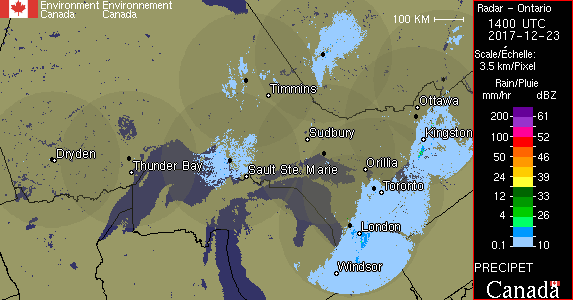 Environment Environnement
Canada Canada
100 KM
Timmins
Ottawa
Kingston
Sudbury
Dryden
Thunder Bay
Sault Ste. Marie
Orillia
Toronto
London
Windsor
Radar - Ontario
1400 UTC
2017-12-23
Scale/Échelle:
3.5 km/Pixel
Rain/Pluie
mm/hr dBZ
200 61
100 52
50 46
24 39
12 33
4 26
0.1 10
PRECIPET
Canada